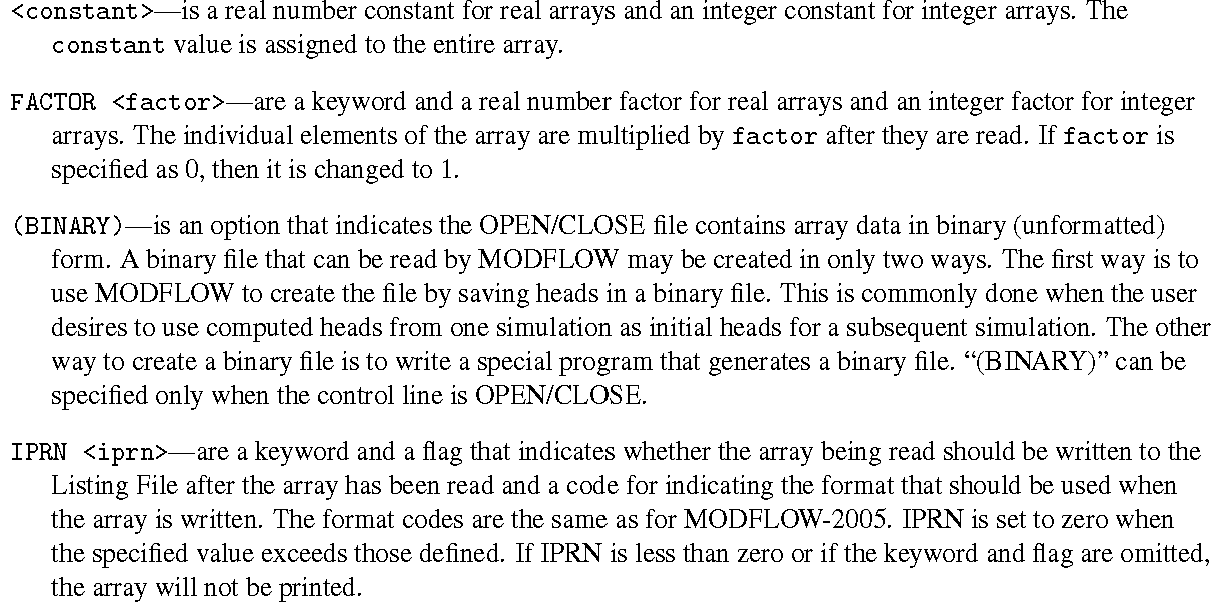 <constant>—is a real number constant for real arrays and an integer constant for integer arrays. The
constant value is assigned to the entire array.
FACTOR <factor>—are a keyword and a real number factor for real arrays and an integer factor for integer
arrays. The individual elements of the array are multiplied by factor after they are read. If factor is
specified as 0, then it is changed to 1.
(BINARY)—is an option that indicates the OPEN/CLOSE file contains array data in binary (unformatted)
form. A binary file that can be read by MODFLOW may be created in only two ways. The first way is to
use MODFLOW to create the file by saving heads in a binary file. This is commonly done when the user
desires to use computed heads from one simulation as initial heads for a subsequent simulation. The other
way to create a binary file is to write a special program that generates a binary file. “(BINARY)” can be
specified only when the control line is OPEN/CLOSE.
IPRN <iprn>—are a keyword and a flag that indicates whether the array being read should be written to the
Listing File after the array has been read and a code for indicating the format that should be used when
the array is written. The format codes are the same as for MODFLOW-2005. IPRN is set to zero when
the specified value exceeds those defined. If IPRN is less than zero or if the keyword and flag are omitted,
the array will not be printed.